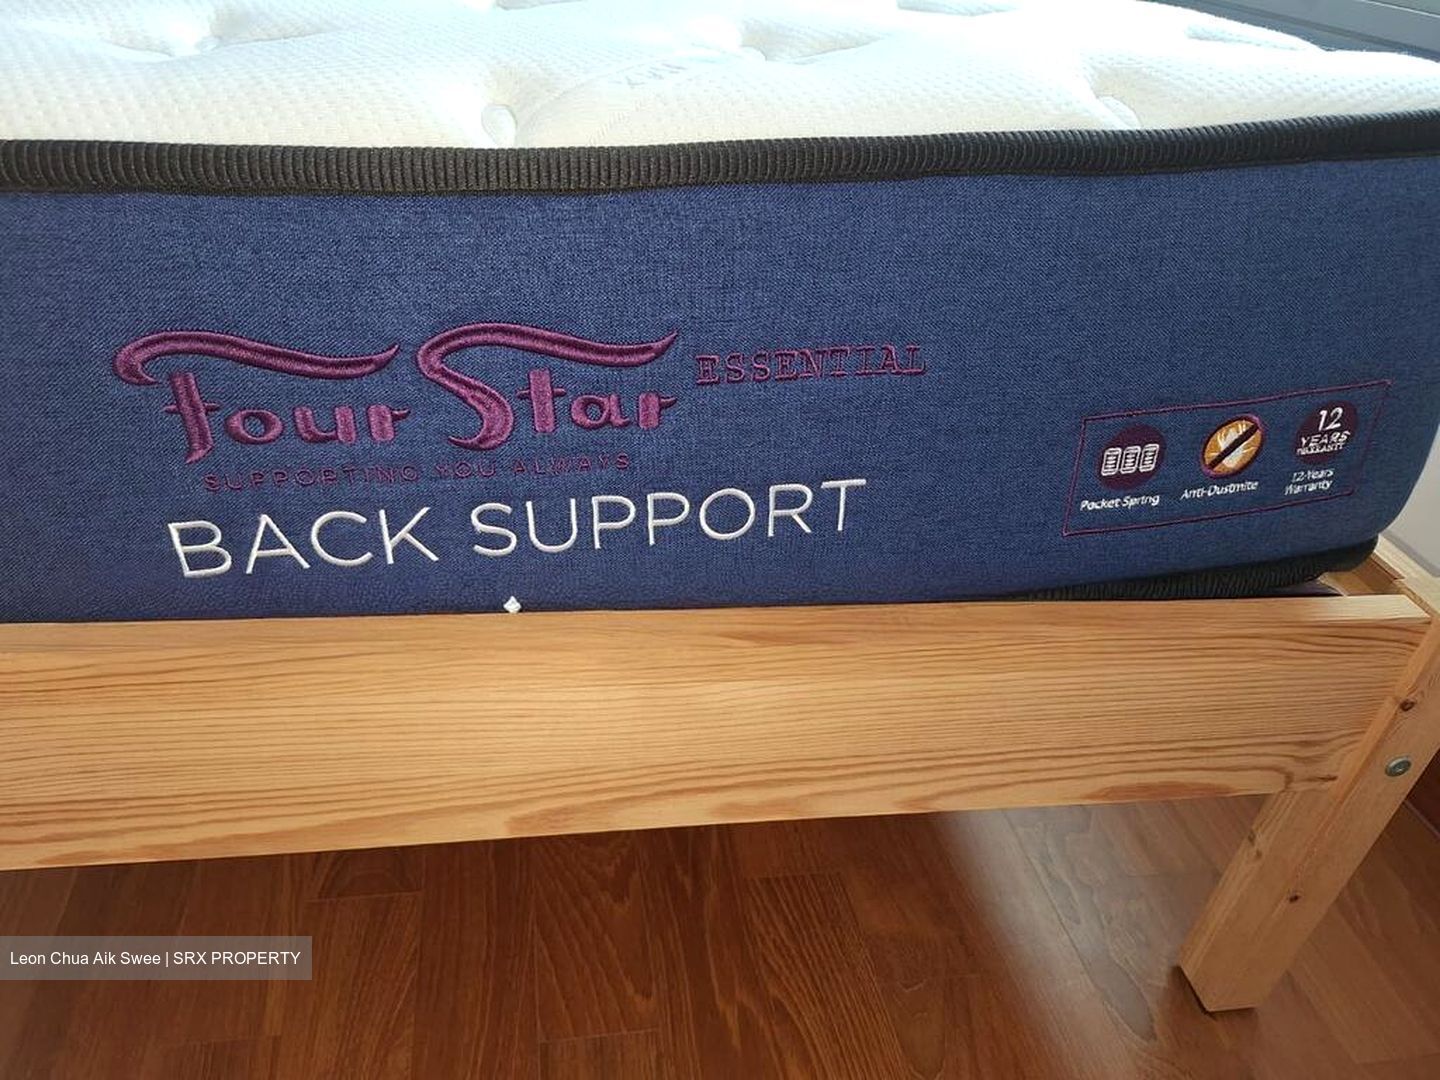 Four Star ESSENTIAL
SUPPORTING YOU ALWAYS
BACK SUPPORT
12
YEARS
WARRANTY
Pocket Spring
Anti-Dustmite
12-Years
Warranty
Leon Chua Aik Swee | SRX PROPERTY